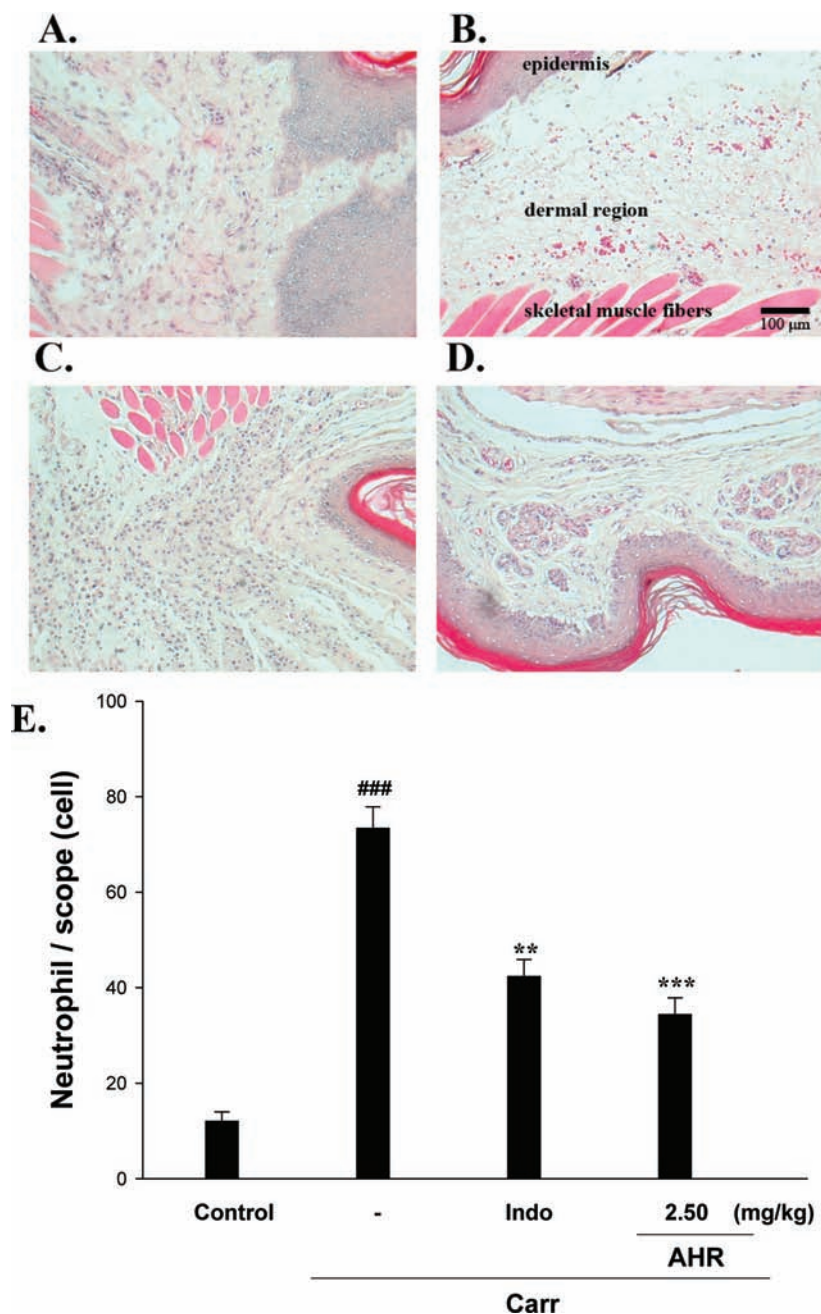 A.
B.
epidermis
dermal region
skeletal muscle fibers
100 μm
C.
D.
E.
100
80
60
40
20
0
Neutrophil / scope (cell)
###
**
***
Control
-
Indo
2.50
(mg/kg)
AHR
Carr